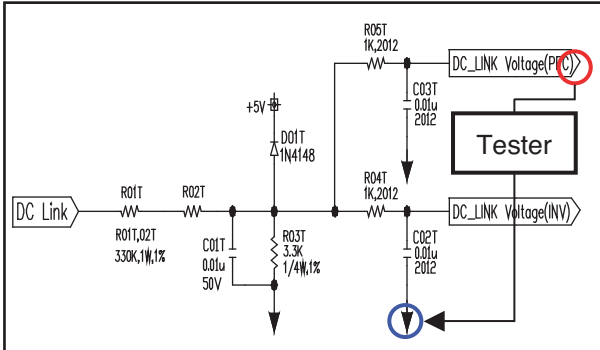 R05T
1K,2012
DC_LINK Voltage(PFC)
+5V
C03T
0.01u
2012
D01T
1N4148
Tester
DC Link
R01T
R02T
R04T
1K,2012
DC_LINK Voltage(INV)
R01T,02T
330K,1W,1%
C01T
0.01u
50V
R03T
3.3K
1/4W,1%
C02T
0.01u
2012